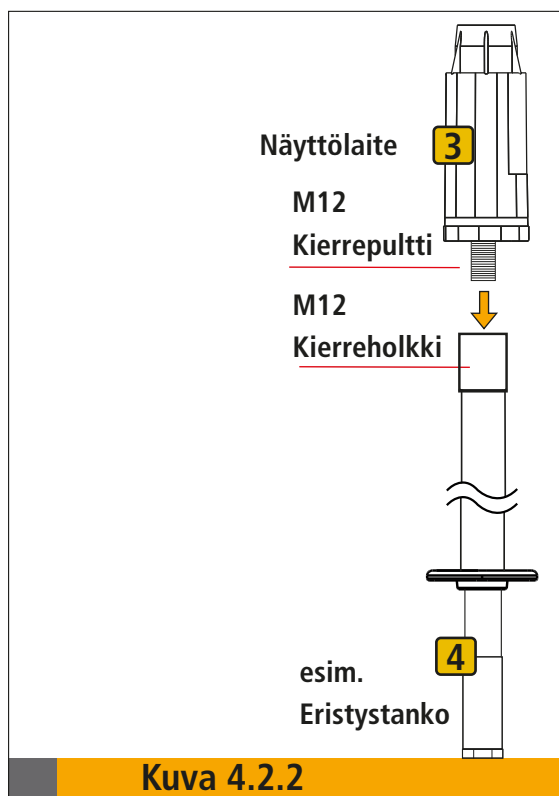 Näyttölaite 3
M12
Kierrepultti
M12
Kierreholkki
4
esim.
Eristystanko
Kuva 4.2.2